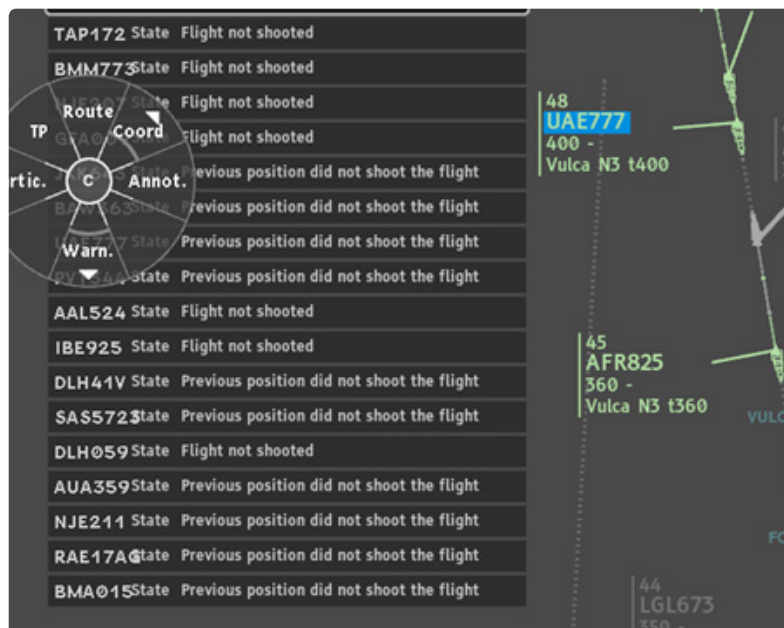 TAP172 State Flight not shooted
BMM773 State Flight not shooted
Flight not shooted
Flight not shooted
Previous position did not shoot the flight
State Previous position did not shoot the flight
UAE777 State Previous position did not shoot the flight
State Previous position did not shoot the flight
AAL524 State Flight not shooted
IBE925 State Flight not shooted
DLH41V State Previous position did not shoot the flight
SAS5723 State Previous position did not shoot the flight
DLH059 State Flight not shooted
AUA359 State Previous position did not shoot the flight
NJE211 State Previous position did not shoot the flight
RAE17AG State Previous position did not shoot the flight
BMA015 State Previous position did not shoot the flight
Route
TP
Coord
rtic.
C
Annot.
Warn.
48
UAE777
400 -
Vulca N3 t400
45
AFR825
360 -
Vulca N3 t360
VULC
FO
44
LGL673
350 -